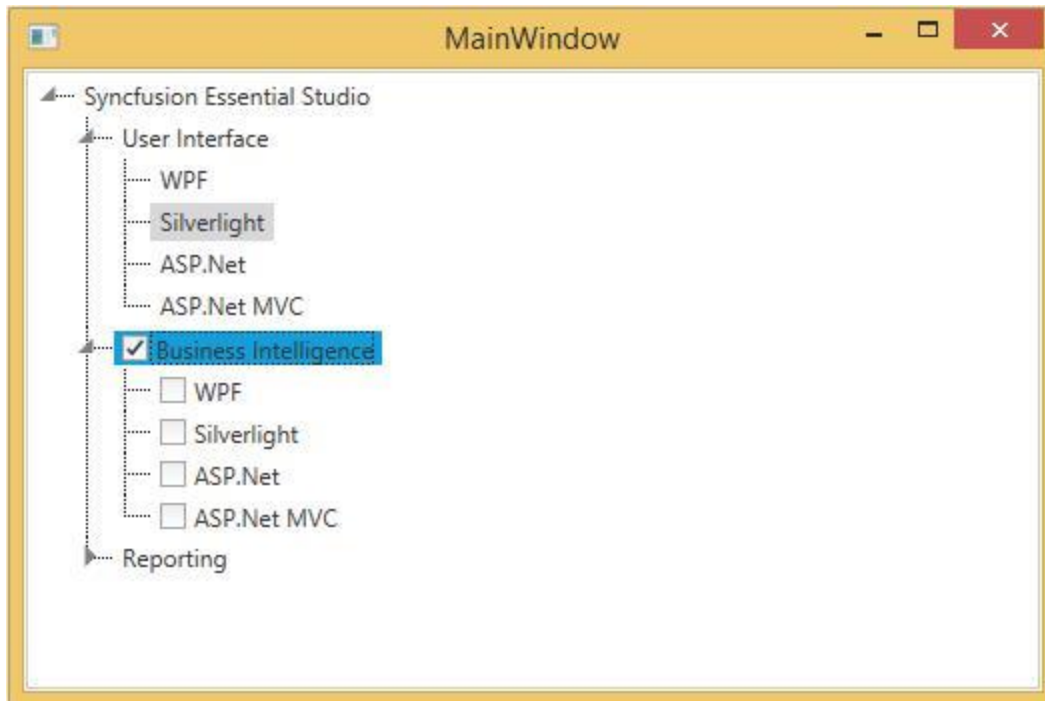 MainWindow
Syncfusion Essential Studio
User Interface
WPF
Silverlight
ASP.Net
ASP.Net MVC
Business Intelligence
WPF
Silverlight
ASP.Net
ASP.Net MVC
Reporting